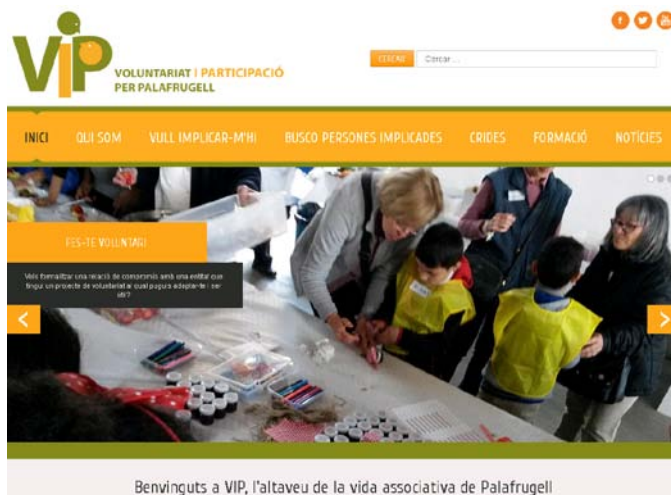 ViP
VOLUNTARIAT I PARTICIPACIÓ
PER PALAFRUGELL
CERCAR
Cercar ...
INICI
QUI SOM
VULL IMPLICAR-M'HI
BUSCO PERSONES IMPLICADES
CRIDES
FORMACIÓ
NOTÍCIES
FES-TE VOLUNTARI
Vols formalitzar una relació de compromís amb una entitat que
tingui un projecte de voluntariat al qual puguis adaptar-te i ser
útil?
Benvinguts a VIP, l'altaveu de la vida associativa de Palafrugell